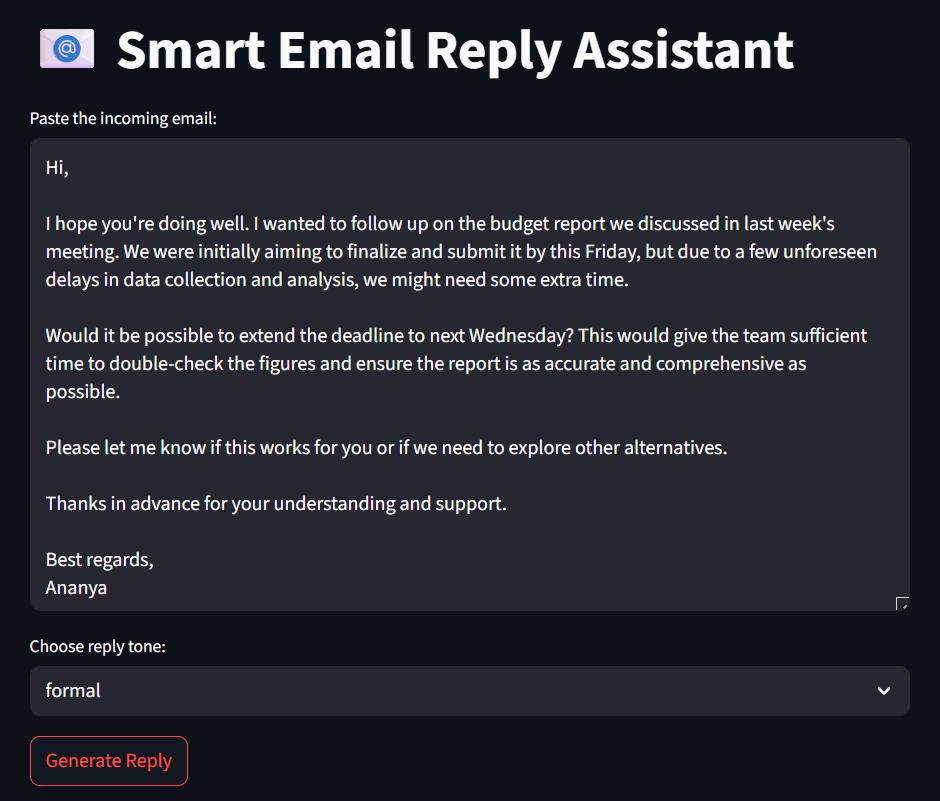 Smart Email Reply Assistant
Paste the incoming email:
Hi,
I hope you're doing well. I wanted to follow up on the budget report we discussed in last week's
meeting. We were initially aiming to finalize and submit it by this Friday, but due to a few unforeseen
delays in data collection and analysis, we might need some extra time.
Would it be possible to extend the deadline to next Wednesday? This would give the team sufficient
time to double-check the figures and ensure the report is as accurate and comprehensive as
possible.
Please let me know if this works for you or if we need to explore other alternatives.
Thanks in advance for your understanding and support.
Best regards,
Ananya
Choose reply tone:
formal
Generate Reply